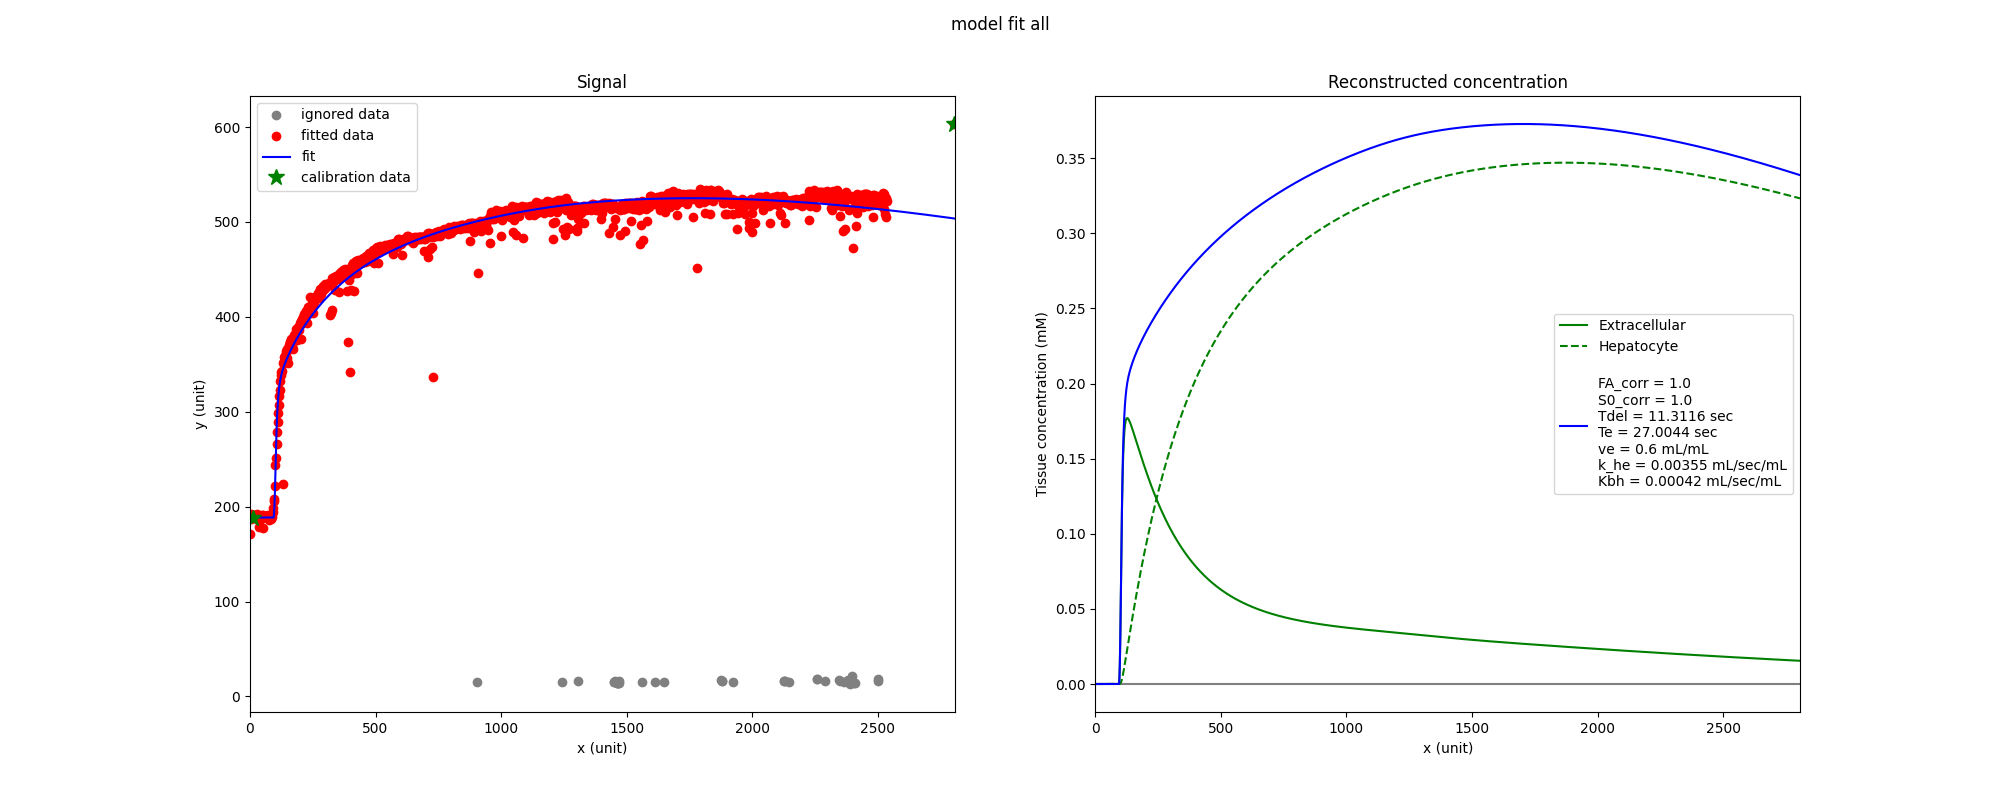 model fit all
Signal
ignored data
fitted data
fit
calibration data
600
500
400
300
200
100
0
y (unit)
0
500
1000
1500
2000
2500
x (unit)
Reconstructed concentration
0.35
0.30
0.25
0.20
0.15
0.10
0.05
0.00
Tissue concentration (mM)
Extracellular
Hepatocyte
FA_corr = 1.0
S0_corr = 1.0
Tdel = 11.3116 sec
Te = 27.0044 sec
ve = 0.6 mL/mL
k_he = 0.00355 mL/sec/mL
Kbh = 0.00042 mL/sec/mL
0
500
1000
1500
2000
2500
x (unit)